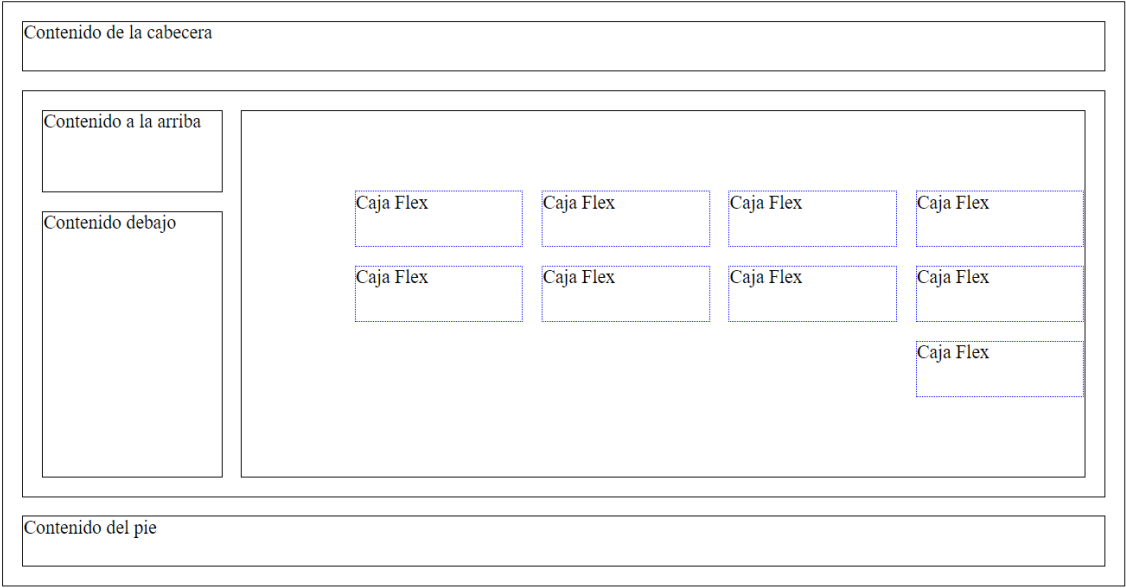 Contenido de la cabecera
Contenido a la arriba
Contenido debajo
Caja Flex
Caja Flex
Caja Flex
Caja Flex
Caja Flex
Caja Flex
Caja Flex
Caja Flex
Caja Flex
Contenido del pie